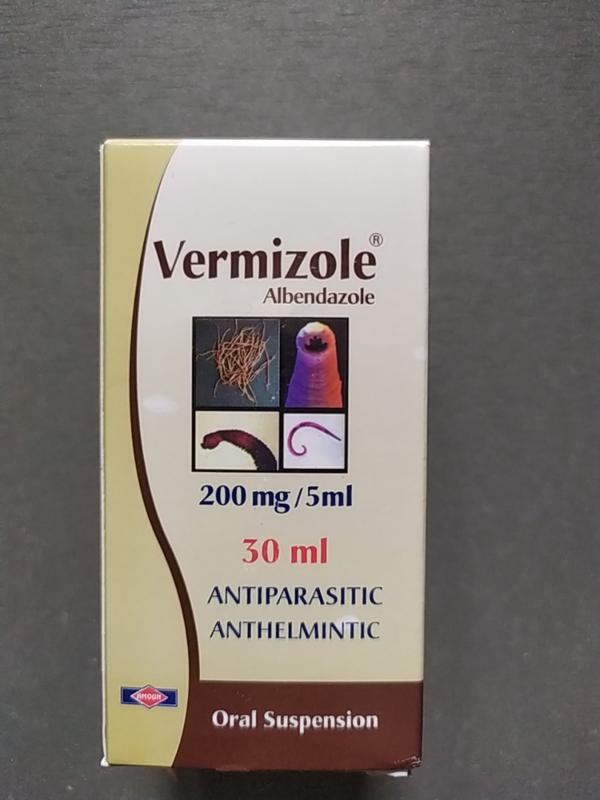 Vermizole®
Albendazole
200 mg/5ml
30 ml
ANTIPARASITIC
ANTHELMINTIC
AMOUN
Oral Suspension